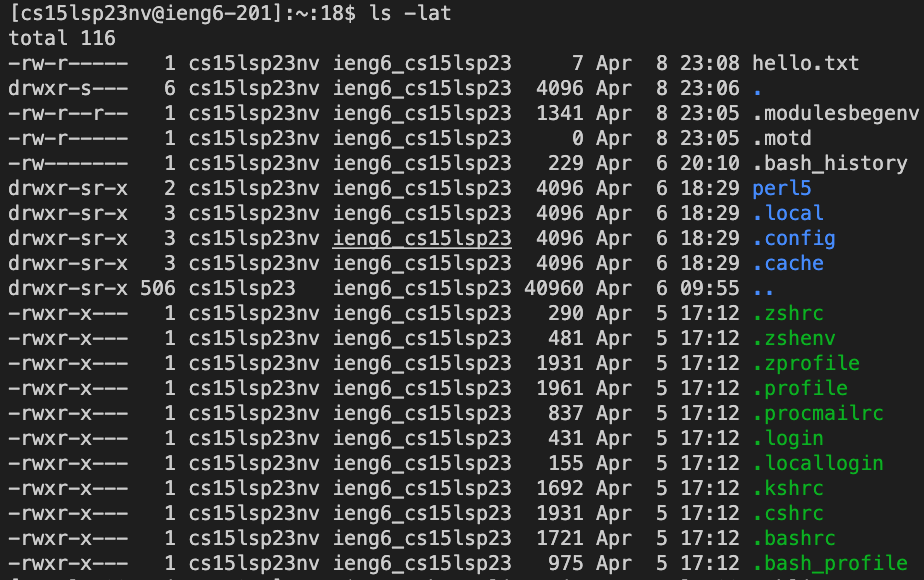 [cs15lsp23nv@ieng6-201]:~:18$ ls -lat
total 116
-rw-r-----   1 cs15lsp23nv ieng6_cs15lsp23     7 Apr  8 23:08 hello.txt
drwxr-s---   6 cs15lsp23nv ieng6_cs15lsp23  4096 Apr  8 23:06 .
-rw-r--r--   1 cs15lsp23nv ieng6_cs15lsp23  1341 Apr  8 23:05 .modulesbegenv
-rw-r-----   1 cs15lsp23nv ieng6_cs15lsp23     0 Apr  8 23:05 .motd
-rw-------   1 cs15lsp23nv ieng6_cs15lsp23   229 Apr  6 20:10 .bash_history
drwxr-sr-x   2 cs15lsp23nv ieng6_cs15lsp23  4096 Apr  6 18:29 perl5
drwxr-sr-x   3 cs15lsp23nv ieng6_cs15lsp23  4096 Apr  6 18:29 .local
drwxr-sr-x   3 cs15lsp23nv ieng6_cs15lsp23  4096 Apr  6 18:29 .config
drwxr-sr-x   3 cs15lsp23nv ieng6_cs15lsp23  4096 Apr  6 18:29 .cache
drwxr-sr-x 506 cs15lsp23   ieng6_cs15lsp23 40960 Apr  6 09:55 ..
-rwxr-x---   1 cs15lsp23nv ieng6_cs15lsp23   290 Apr  5 17:12 .zshrc
-rwxr-x---   1 cs15lsp23nv ieng6_cs15lsp23   481 Apr  5 17:12 .zshenv
-rwxr-x---   1 cs15lsp23nv ieng6_cs15lsp23  1931 Apr  5 17:12 .zprofile
-rwxr-x---   1 cs15lsp23nv ieng6_cs15lsp23  1961 Apr  5 17:12 .profile
-rwxr-x---   1 cs15lsp23nv ieng6_cs15lsp23   837 Apr  5 17:12 .procmailrc
-rwxr-x---   1 cs15lsp23nv ieng6_cs15lsp23   431 Apr  5 17:12 .login
-rwxr-x---   1 cs15lsp23nv ieng6_cs15lsp23   155 Apr  5 17:12 .locallogin
-rwxr-x---   1 cs15lsp23nv ieng6_cs15lsp23  1692 Apr  5 17:12 .kshrc
-rwxr-x---   1 cs15lsp23nv ieng6_cs15lsp23  1931 Apr  5 17:12 .cshrc
-rwxr-x---   1 cs15lsp23nv ieng6_cs15lsp23  1721 Apr  5 17:12 .bashrc
-rwxr-x---   1 cs15lsp23nv ieng6_cs15lsp23   975 Apr  5 17:12 .bash_profile